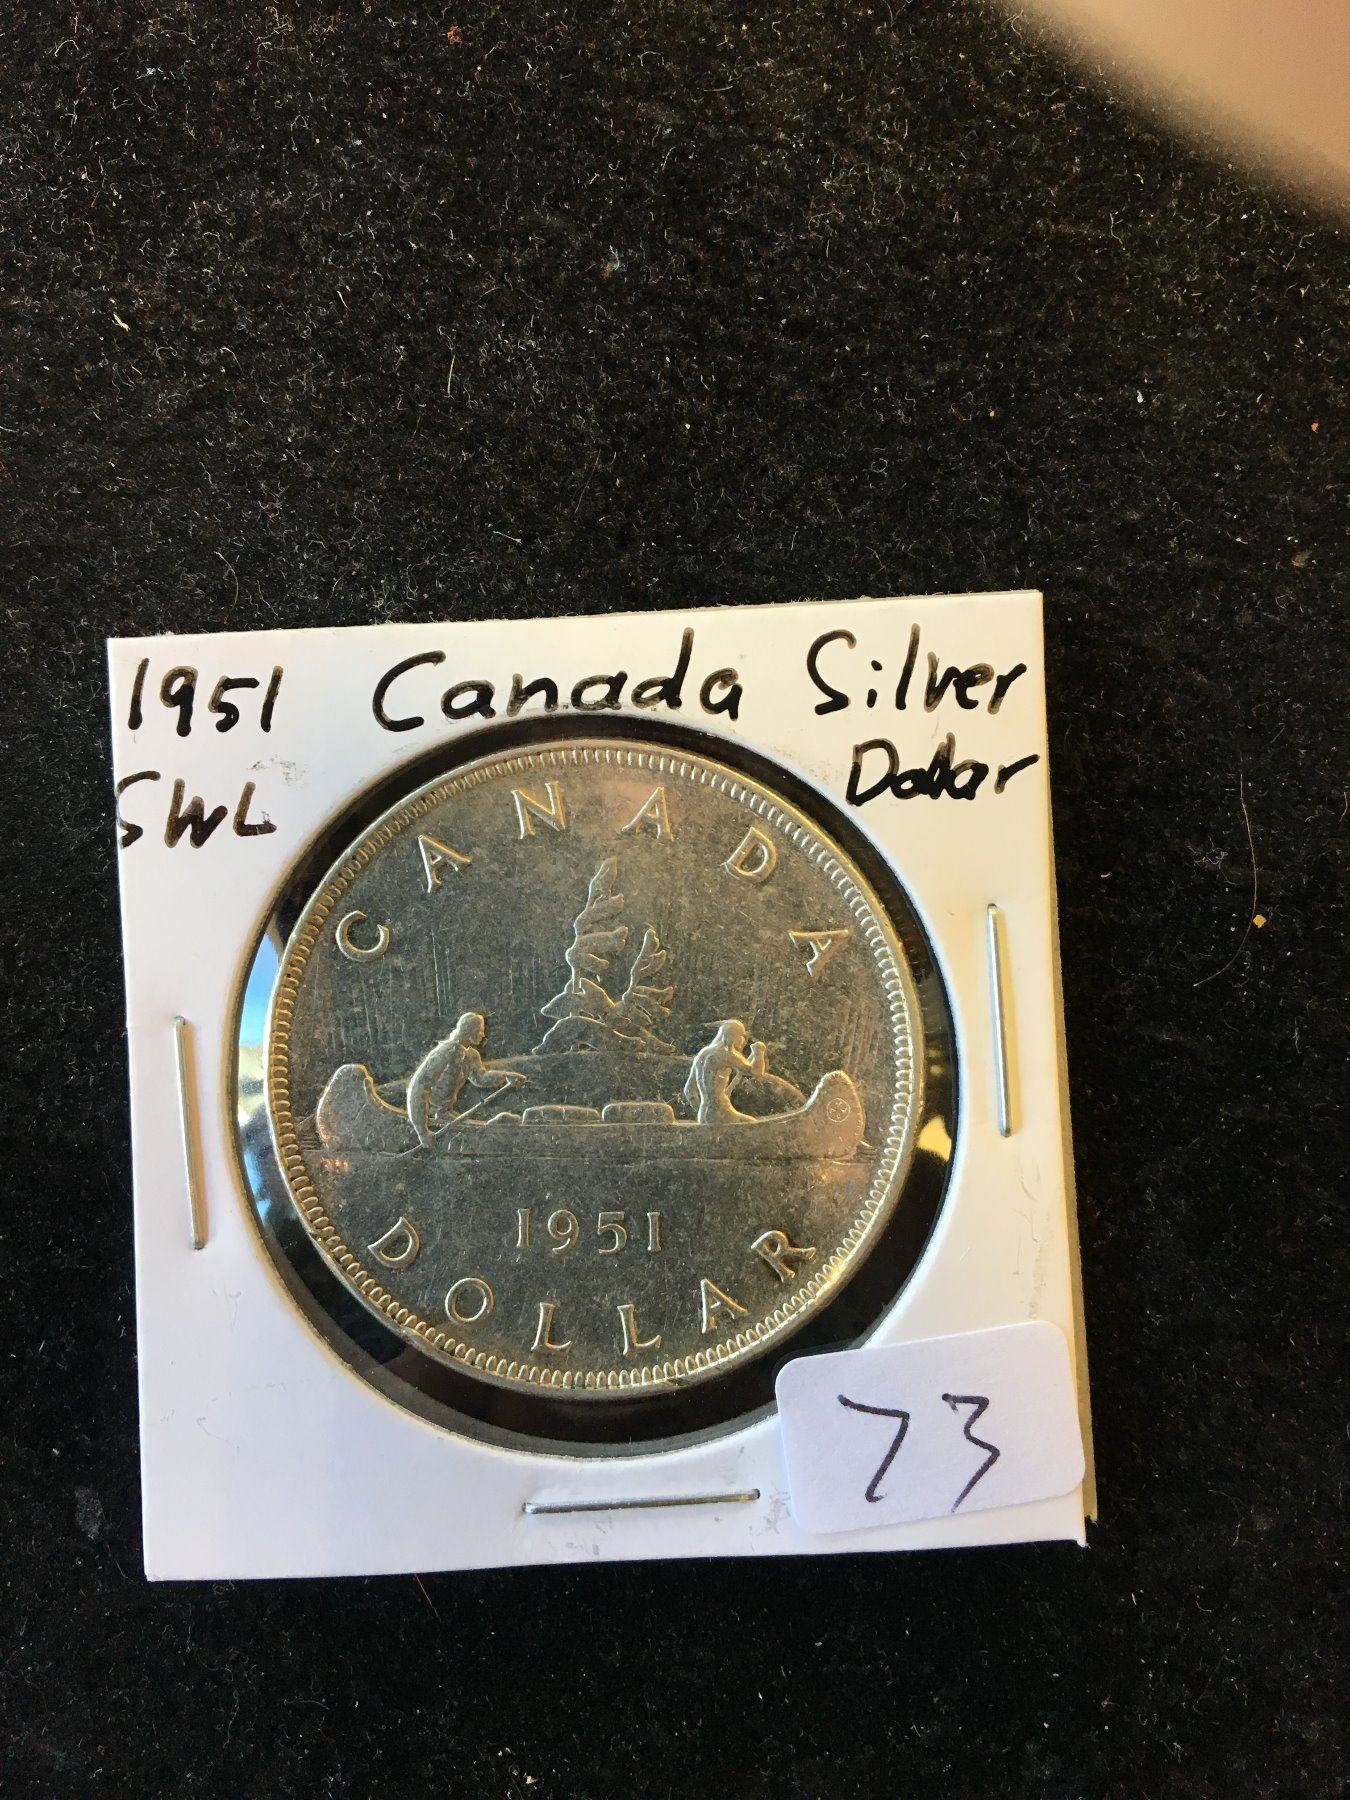 1951 Canada Silver
SWL Dollar
CANADA
1951
DOLLAR
73